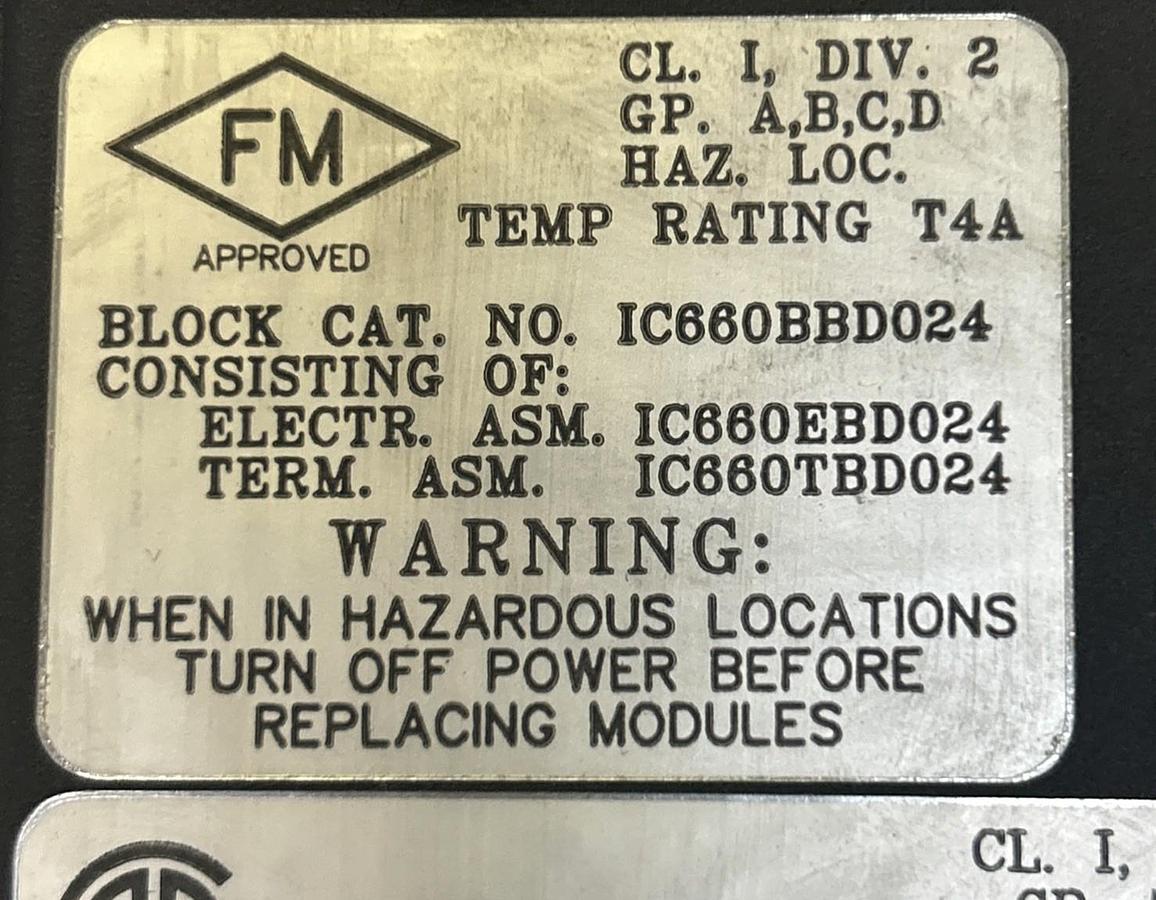 FM
APPROVED
CL. I, DIV. 2
GP. A,B,C,D
HAZ. LOC.
TEMP RATING T4A
BLOCK CAT. NO. IC660BBD024
CONSISTING OF:
ELECTR. ASM. IC660EBD024
TERM. ASM. IC660TBD024
WARNING:
WHEN IN HAZARDOUS LOCATIONS
TURN OFF POWER BEFORE
REPLACING MODULES
CL. I,